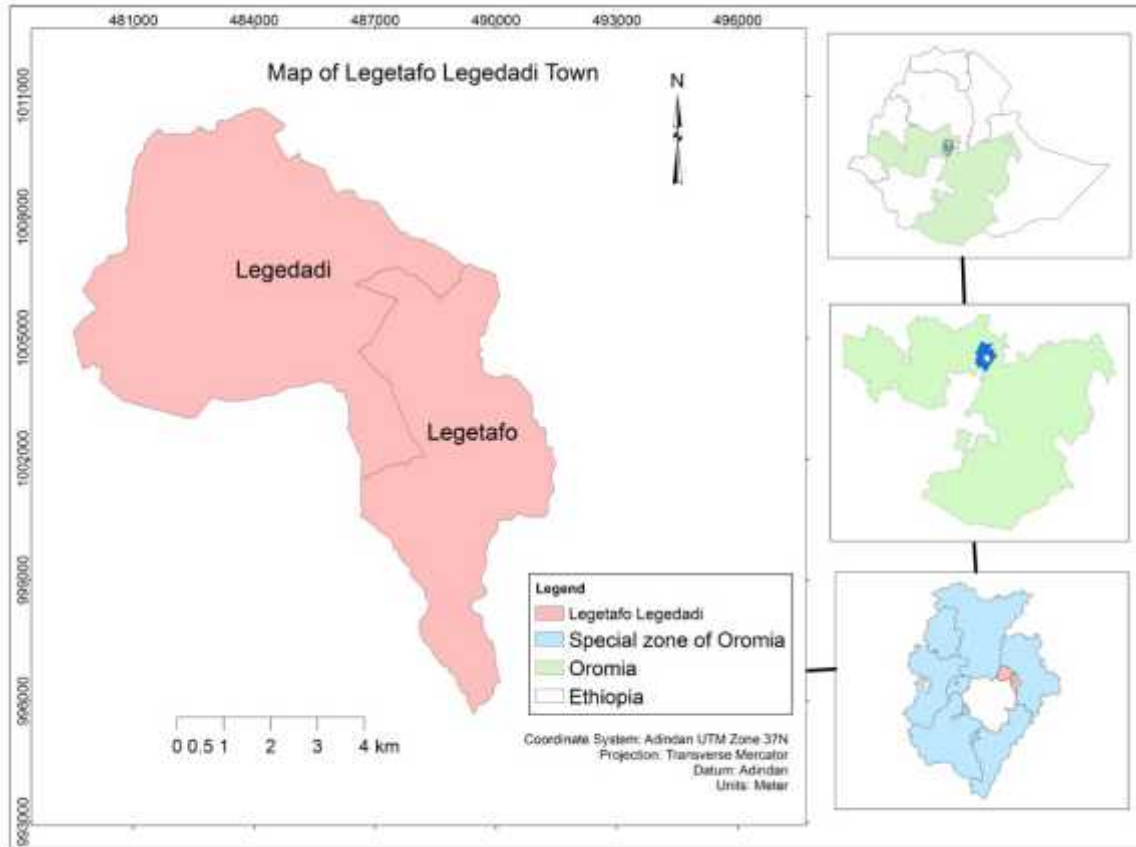 481000 484000 487000 490000 493000 496000
Map of Legetafo Legedadi Town
N
1011000
1008000
1005000
1002000
999000
996000
993000
Legedadi
Legetafo
Legend
Legetafo Legedadi
Special zone of Oromia
Oromia
Ethiopia
0 0.5 1 2 3 4 km
Coordinate System: Adindan UTM Zone 37N
Projection: Transverse Mercator
Datum: Adindan
Units: Meter